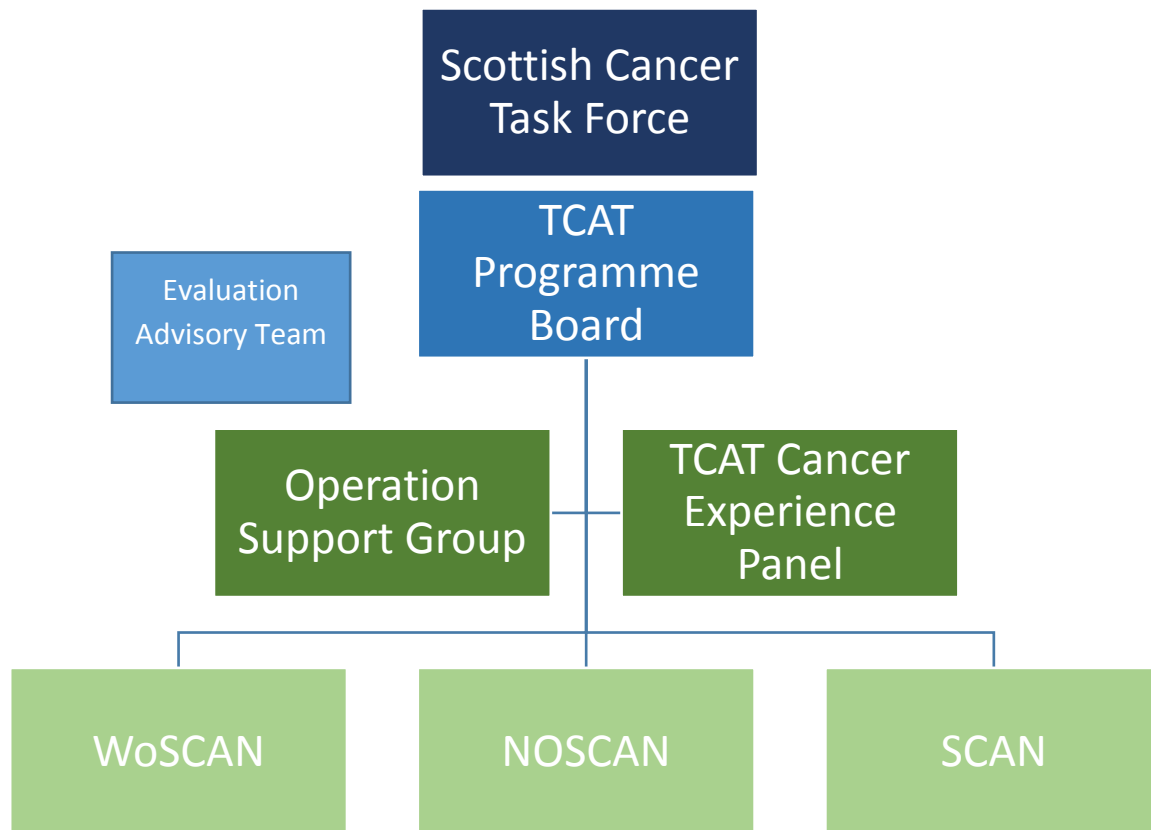 Scottish Cancer
Task Force
TCAT
Programme
Board
Evaluation
Advisory Team
Operation
Support Group
TCAT Cancer
Experience
Panel
WoSCAN
NOSCAN
SCAN